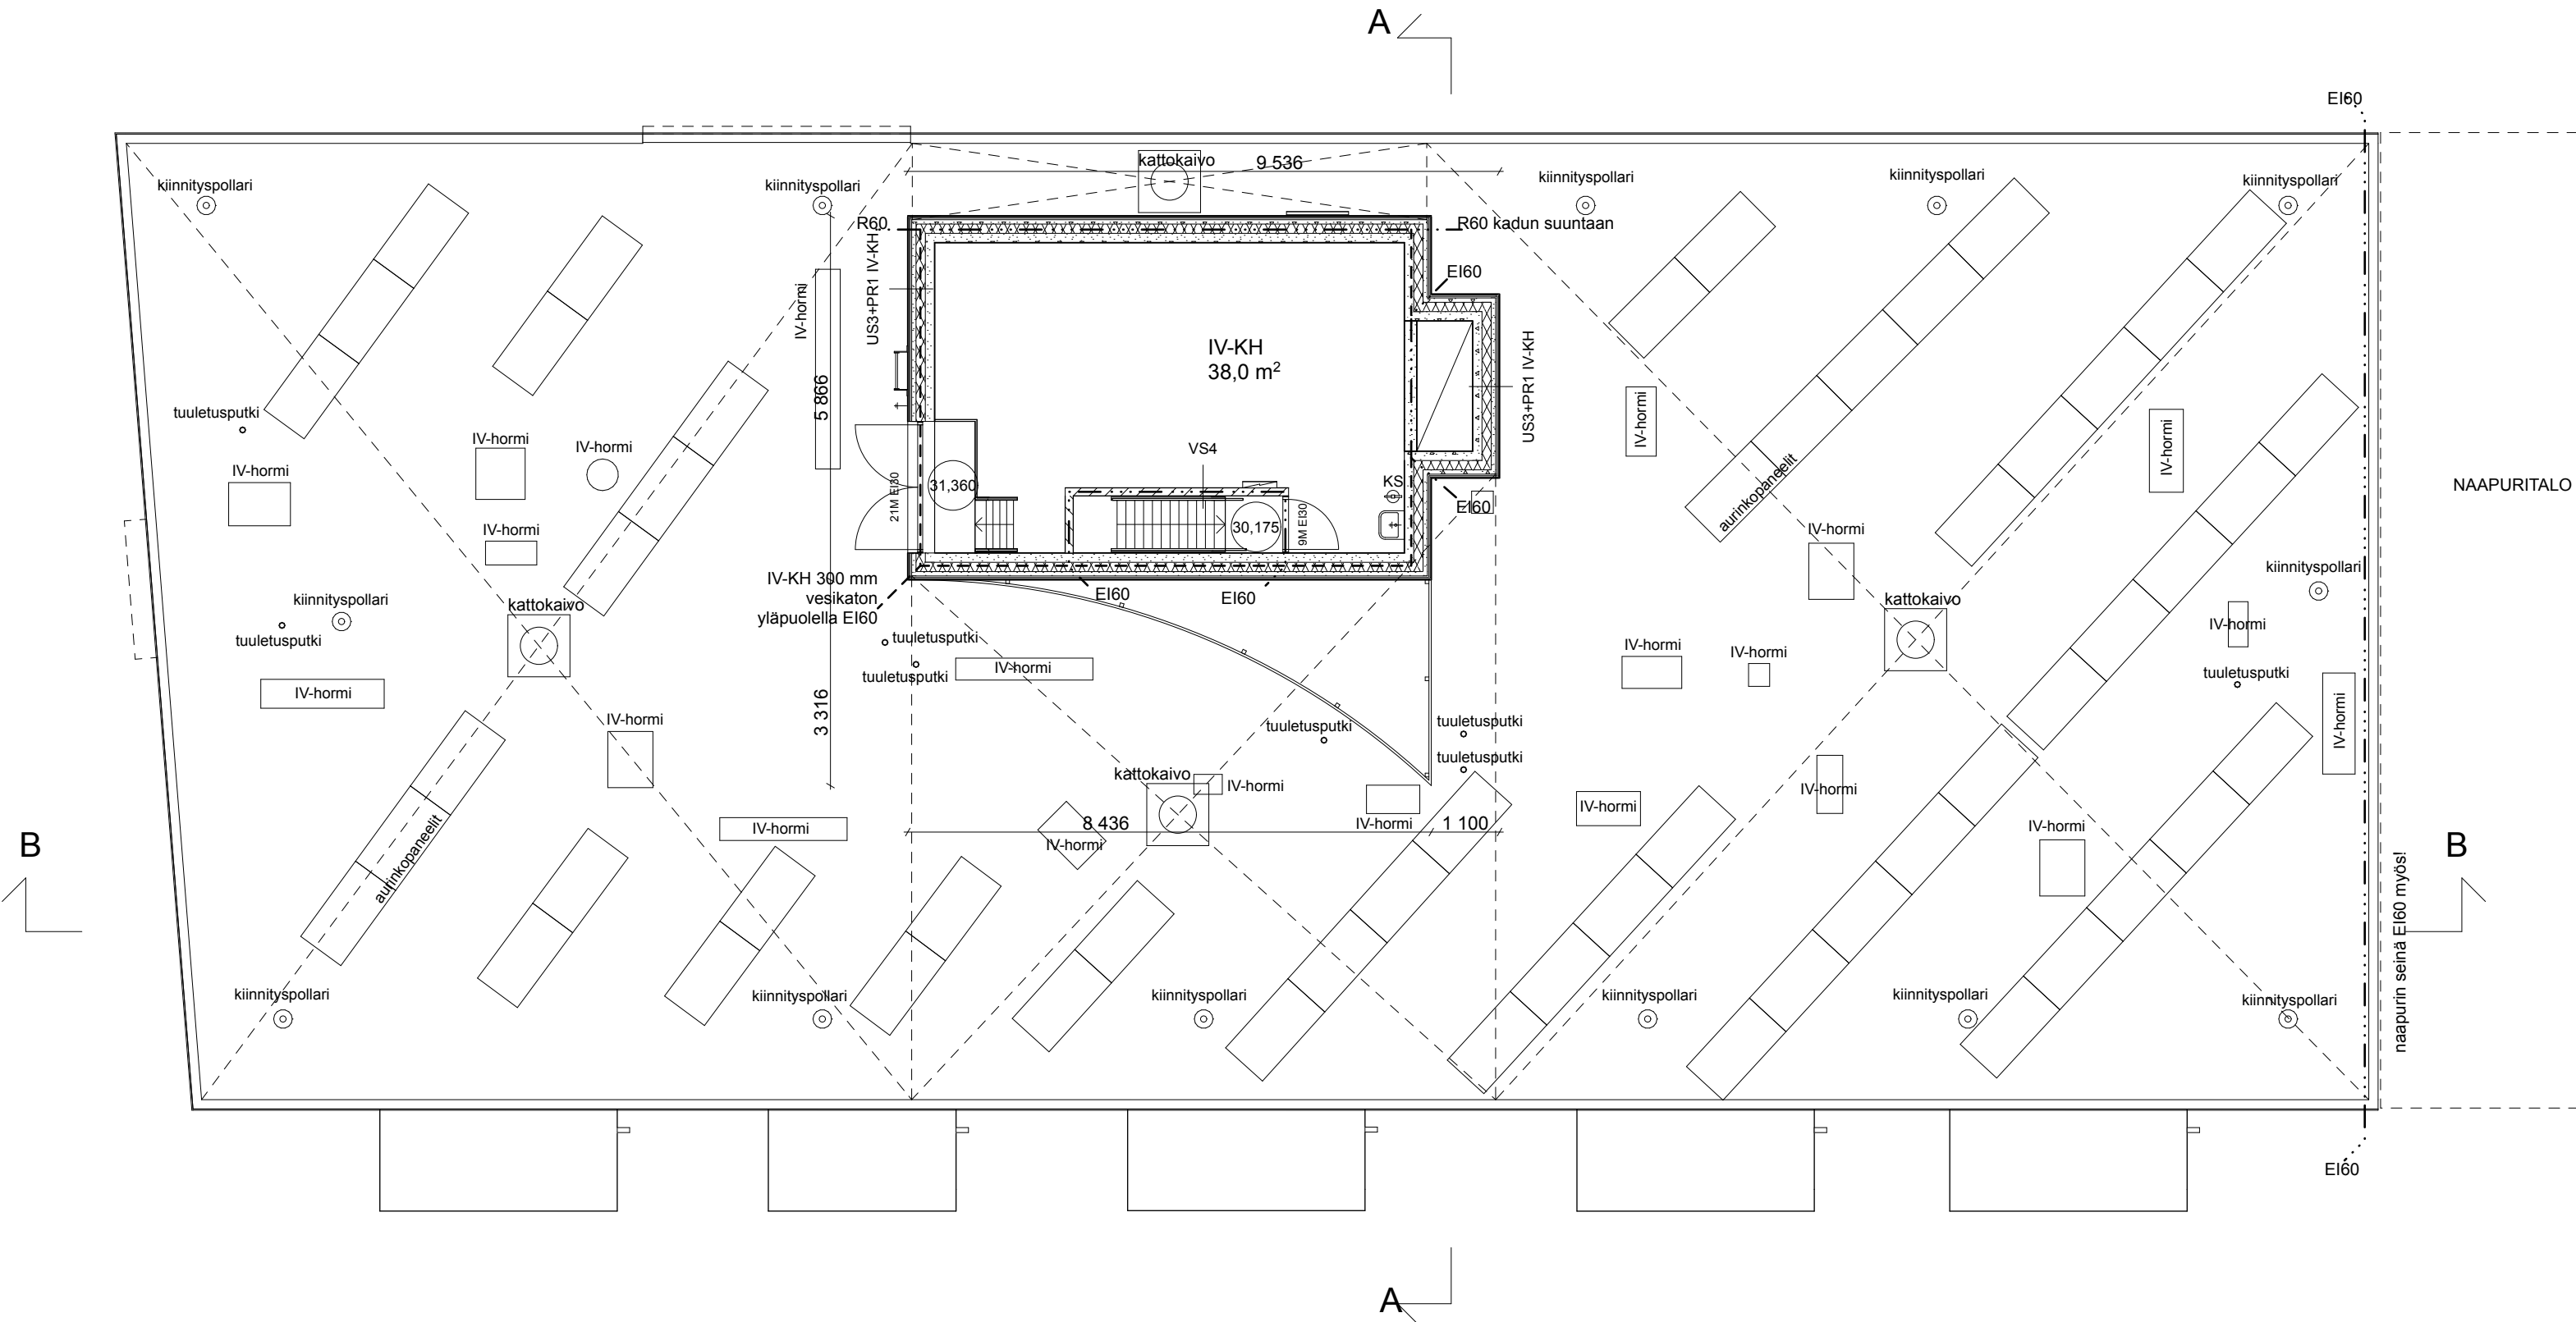 A
EI60
kiinnityspollari
kiinnityspollari
kattokaivo
9 536
kiinnityspollari
kiinnityspollari
kiinnityspollari
R60
R60 kadun suuntaan
US3+PR1 IV-KH
EI60
IV-hormi
5 866
IV-KH
38,0 m²
US3+PR1 IV-KH
tuuletusputki
IV-hormi
IV-hormi
IV-hormi
IV-hormi
IV-hormi
IV-hormi
VS4
KS
31,360
21M EI30
30,175
9M EI30
EI60
aurinkopaneelit
IV-hormi
NAAPURITALO
IV-KH 300 mm
vesikaton
yläpuolella EI60
EI60
EI60
kiinnityspollari
kattokaivo
kattokaivo
kiinnityspollari
tuuletusputki
tuuletusputki
tuuletusputki
IV-hormi
IV-hormi
IV-hormi
IV-hormi
tuuletusputki
IV-hormi
IV-hormi
3 316
IV-hormi
tuuletusputki
tuuletusputki
tuuletusputki
kattokaivo
IV-hormi
IV-hormi
IV-hormi
8 436
IV-hormi
IV-hormi
1 100
IV-hormi
IV-hormi
aurinkopaneelit
B
B
naapurin seinä EI60 myös!
kiinnityspollari
kiinnityspollari
kiinnityspollari
kiinnityspollari
kiinnityspollari
kiinnityspollari
EI60
A